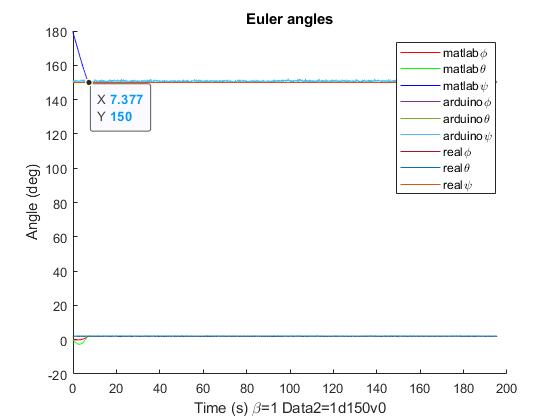 Euler angles
180
160
140
120
100
80
60
40
20
0
-20
Angle (deg)
X 7.377
Y 150
matlab ϕ
matlab θ
matlab ψ
arduino ϕ
arduino θ
arduino ψ
real ϕ
real θ
real ψ
0 20 40 60 80 100 120 140 160 180 200
Time (s) β=1 Data2=1d150v0